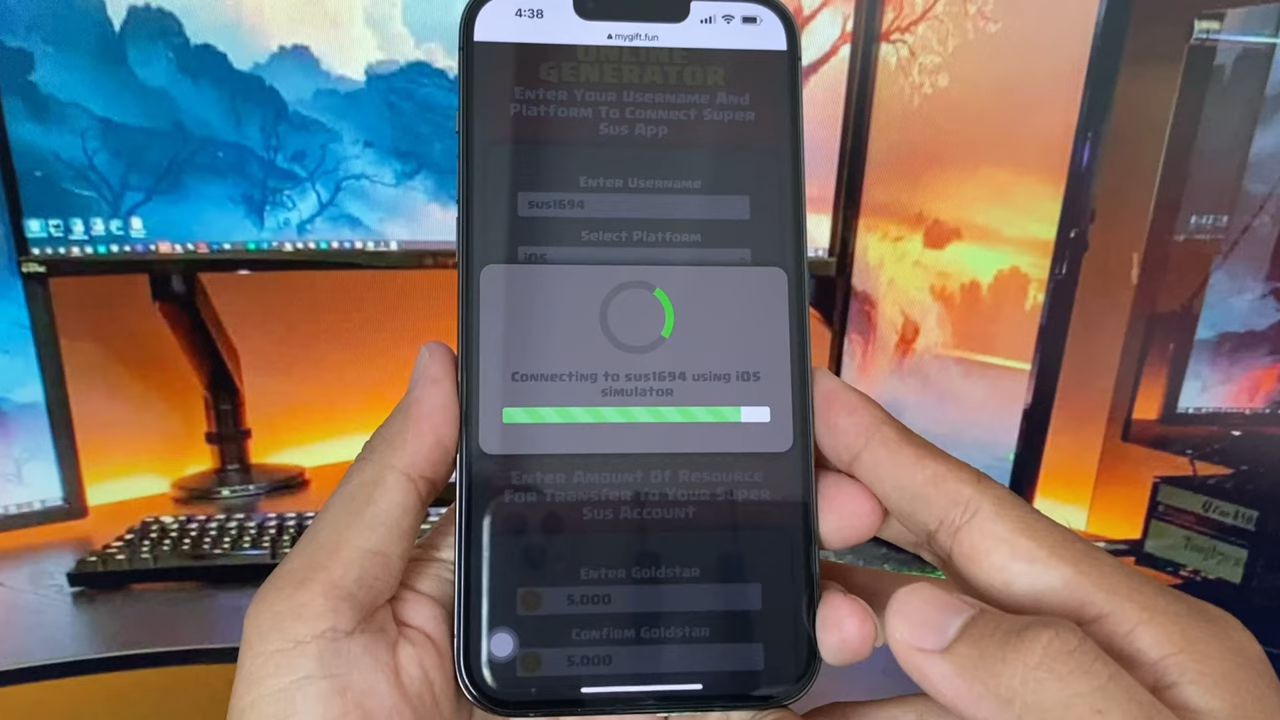 4:38
mygift.fun
ONLINE
GENERATOR
Enter Your Username And
Platform To Connect Super
Sus App
Enter Username
sus1694
Select Platform
iOS
Connecting to sus1694 using iOS
simulator
Enter Amount Of Resource
For Transfer To Your Super
Sus Account
Enter Goldstar
5.000
Confirm Goldstar
5.000